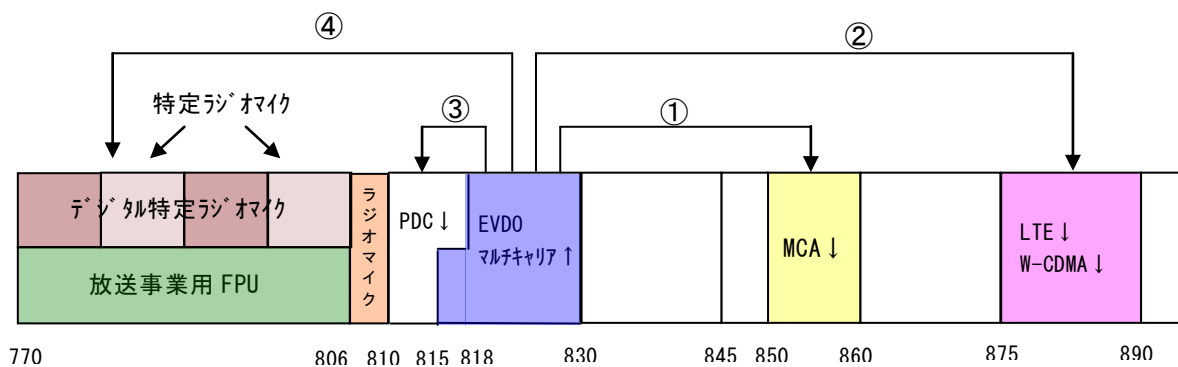 ④
②
特定ラジオマイク
③
①
デジタル特定ラジオマイク
放送事業用 FPU
ラジオマイク
PDC↓
EVDO
マルチキャリア↑
MCA↓
LTE↓
W-CDMA↓
770 806 810 815 818 830 845 850 860 875 890